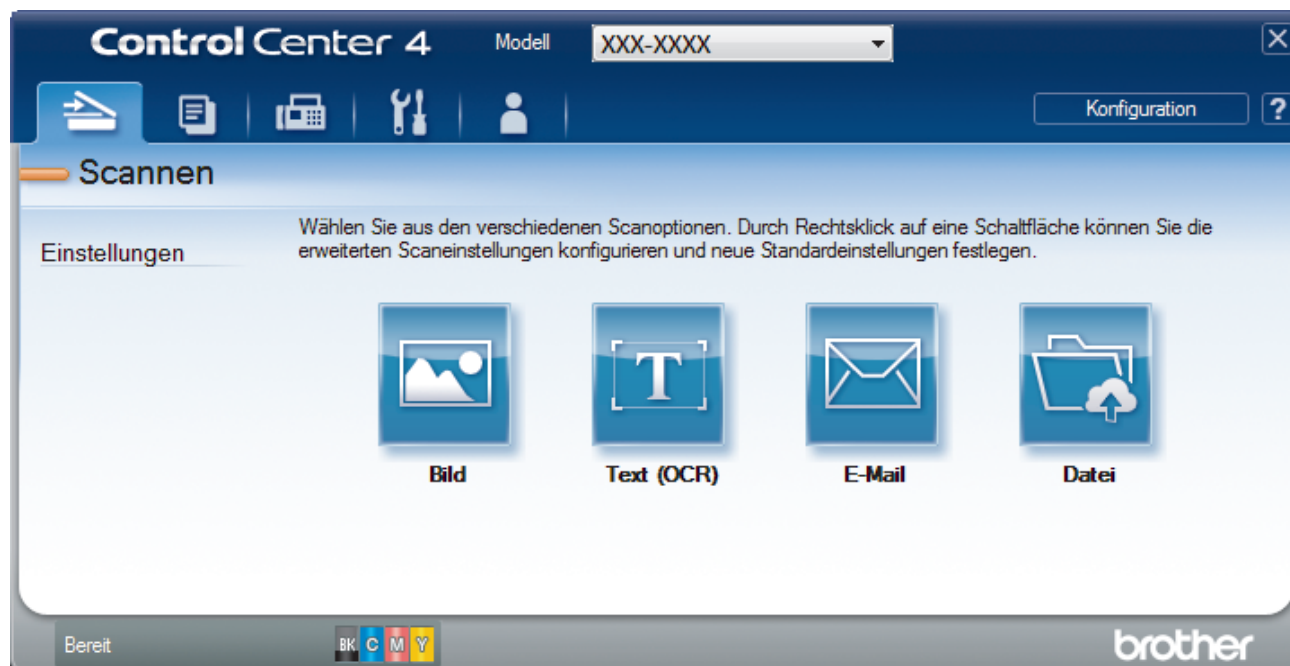 Control Center 4
Modell
XXX-XXXX
Konfiguration
?
Scannen
Einstellungen
Wählen Sie aus den verschiedenen Scanoptionen. Durch Rechtsklick auf eine Schaltfläche können Sie die
erweiterten Scaneinstellungen konfigurieren und neue Standardeinstellungen festlegen.
T
Bild
Text (OCR)
E-Mail
Datei
Bereit
BK C M Y
brother